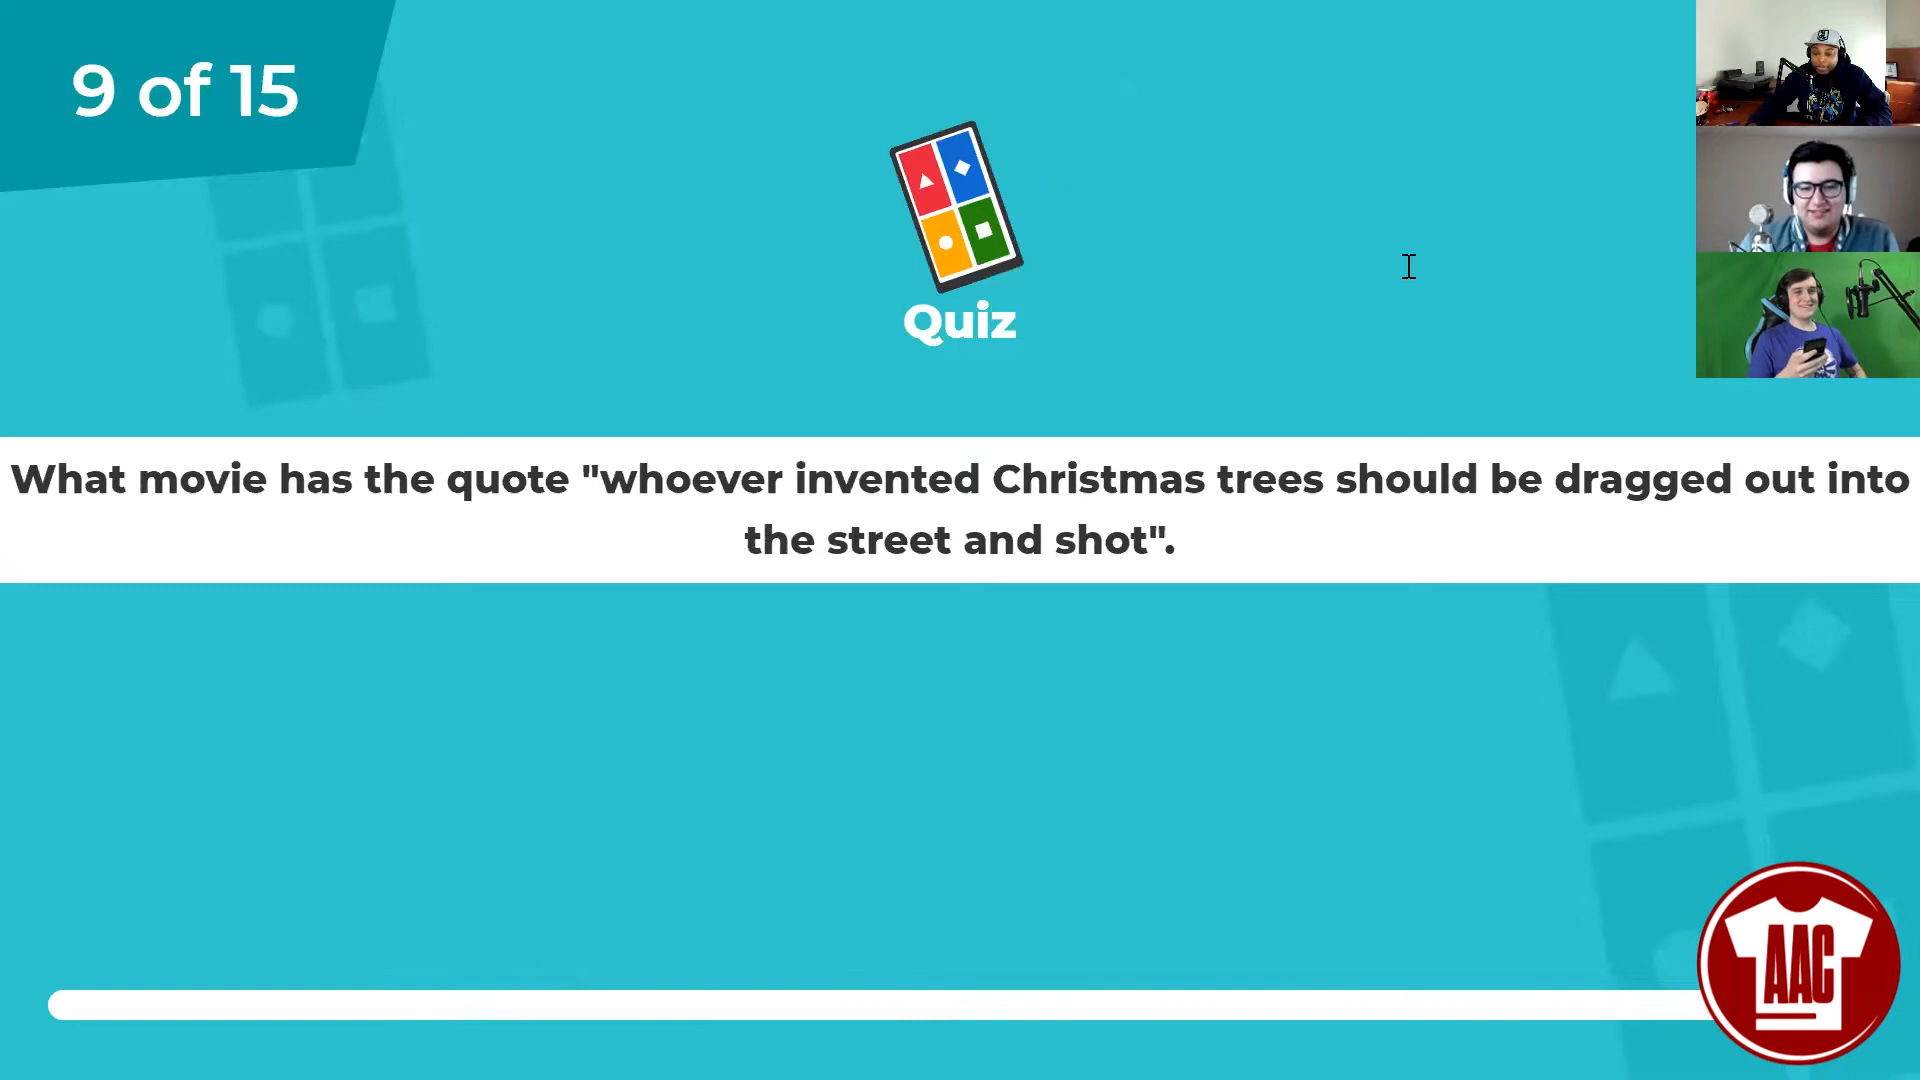 9 of 15
Quiz
What movie has the quote "whoever invented Christmas trees should be dragged out into
the street and shot".
AAC